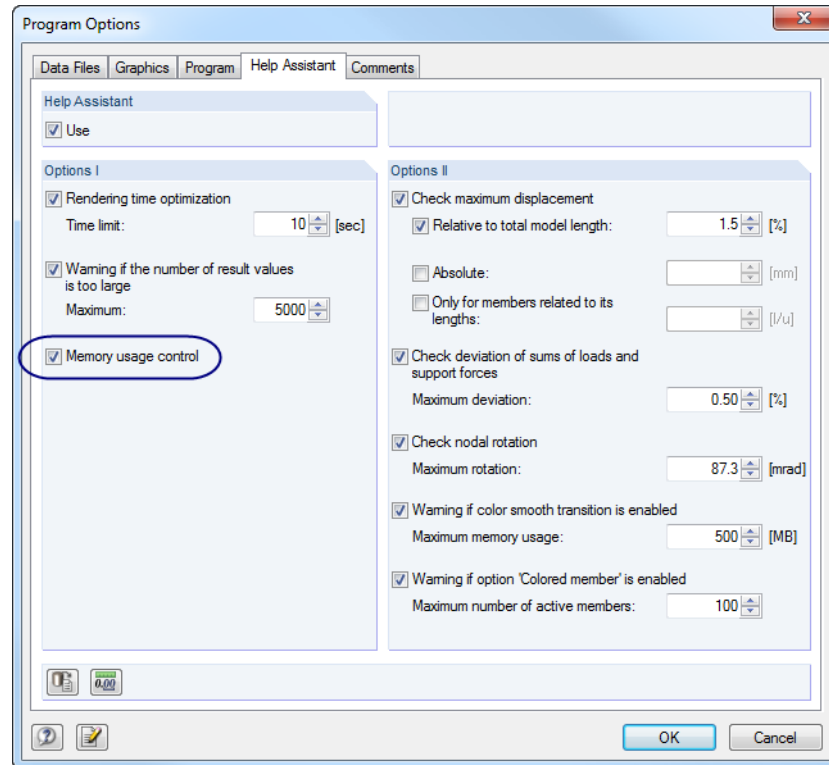 Program Options
Data Files Graphics Program Help Assistant Comments
Help Assistant
Use
Options I
Rendering time optimization
Time limit: 10 [sec]
Warning if the number of result values
is too large
Maximum: 5000
Memory usage control
Options II
Check maximum displacement
Relative to total model length: 1.5 [%]
Absolute: [mm]
Only for members related to its
lengths: [l/u]
Check deviation of sums of loads and
support forces
Maximum deviation: 0.50 [%]
Check nodal rotation
Maximum rotation: 87.3 [mrad]
Warning if color smooth transition is enabled
Maximum memory usage: 500 [MB]
Warning if option 'Colored member' is enabled
Maximum number of active members: 100
0.00
OK Cancel